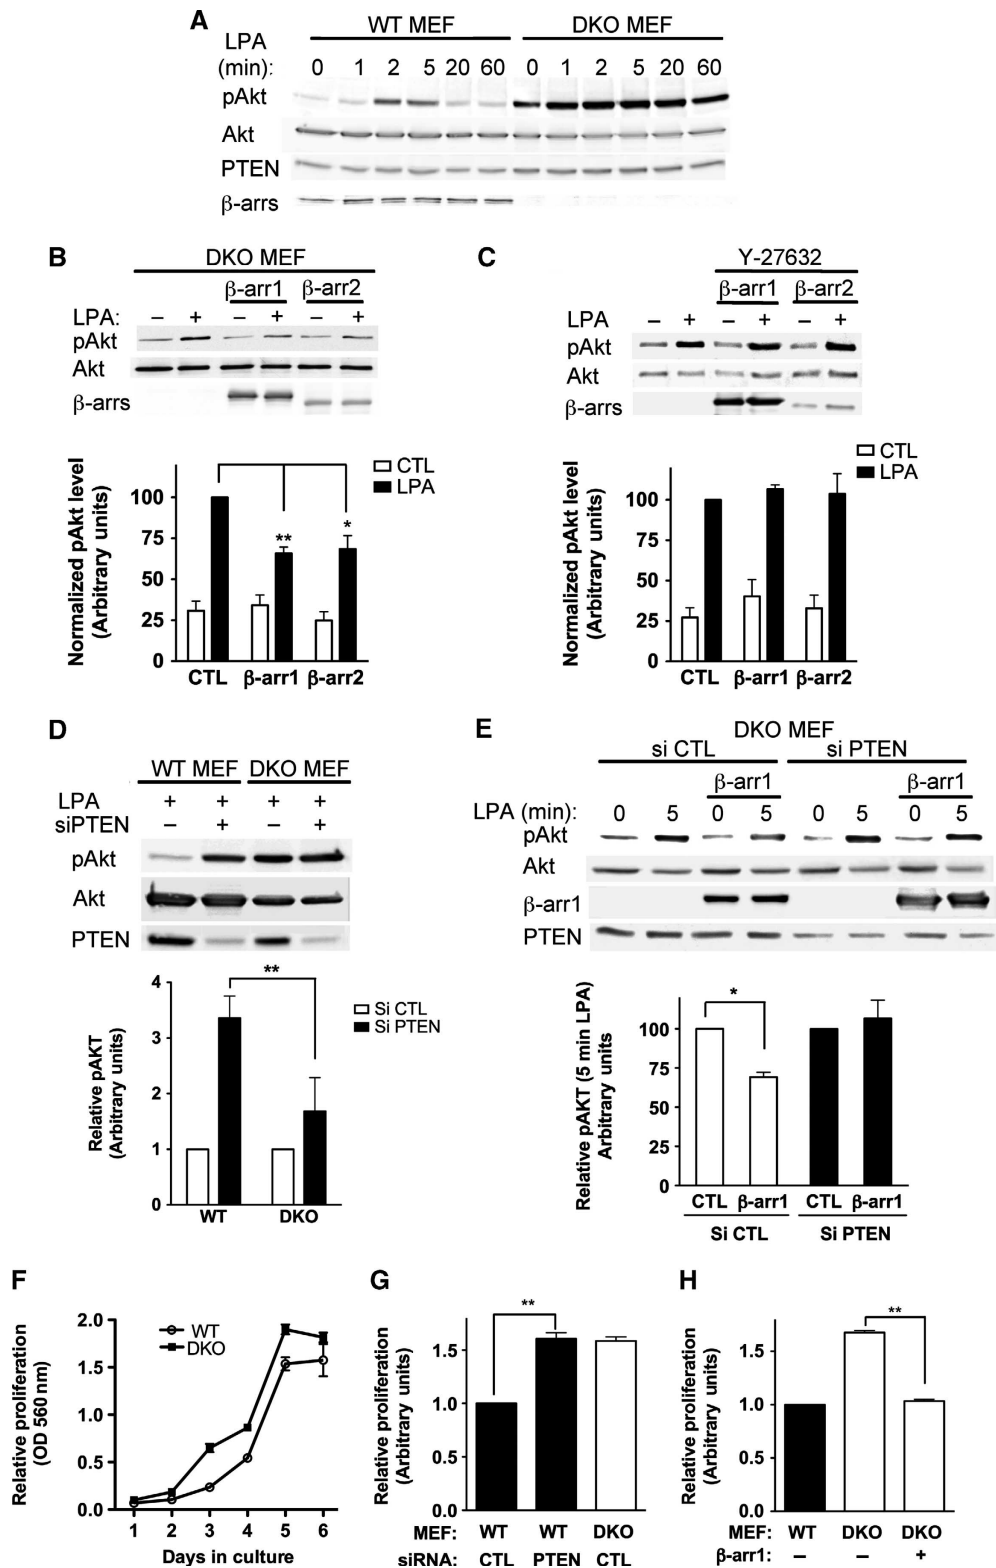 A
WT MEF DKO MEF
LPA
(min): 0 1 2 5 20 60 0 1 2 5 20 60
pAkt
Akt
PTEN
β-arrs
B
DKO MEF
β-arr1 β-arr2
LPA: – + – + – +
pAkt
Akt
β-arrs
Normalized pAkt level
(Arbitrary units)
100
75
50
25
0
CTL
LPA
** *
CTL β-arr1 β-arr2
C
Y-27632
β-arr1 β-arr2
LPA – + – + – +
pAkt
Akt
β-arrs
Normalized pAkt level
(Arbitrary units)
100
75
50
25
0
CTL
LPA
CTL β-arr1 β-arr2
D
WT MEF DKO MEF
LPA + + + +
siPTEN – + – +
pAkt
Akt
PTEN
Relative pAKT
(Arbitrary units)
4
3
2
1
0
**
Si CTL
Si PTEN
WT DKO
E
DKO MEF
si CTL si PTEN
β-arr1 β-arr1
LPA (min): 0 5 0 5 0 5 0 5
pAkt
Akt
β-arr1
PTEN
Relative pAKT (5 min LPA)
Arbitrary units
100
75
50
25
0
*
CTL β-arr1 CTL β-arr1
Si CTL Si PTEN
F
Relative proliferation
(OD 560 nm)
2.0
1.5
1.0
0.5
0.0
WT
DKO
1 2 3 4 5 6
Days in culture
G
Relative proliferation
(Arbitrary units)
1.5
1.0
0.5
0.0
**
MEF: WT WT DKO
siRNA: CTL PTEN CTL
H
Relative proliferation
(Arbitrary units)
1.5
1.0
0.5
0.0
**
MEF: WT DKO DKO
β-arr1: – – +